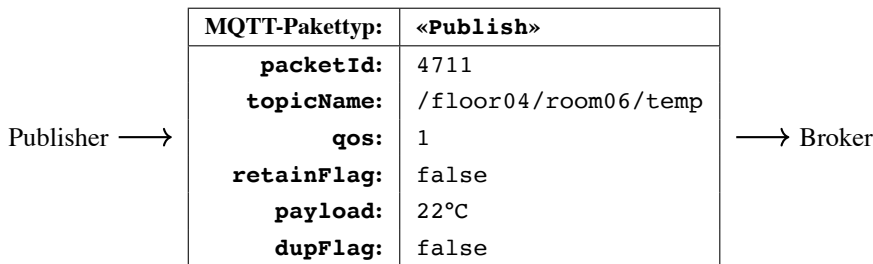 MQTT-Pakettyp: «Publish»
packetId: 4711
topicName: /floor04/room06/temp
Publisher ⟶ qos: 1 ⟶ Broker
retainFlag: false
payload: 22°C
dupFlag: false